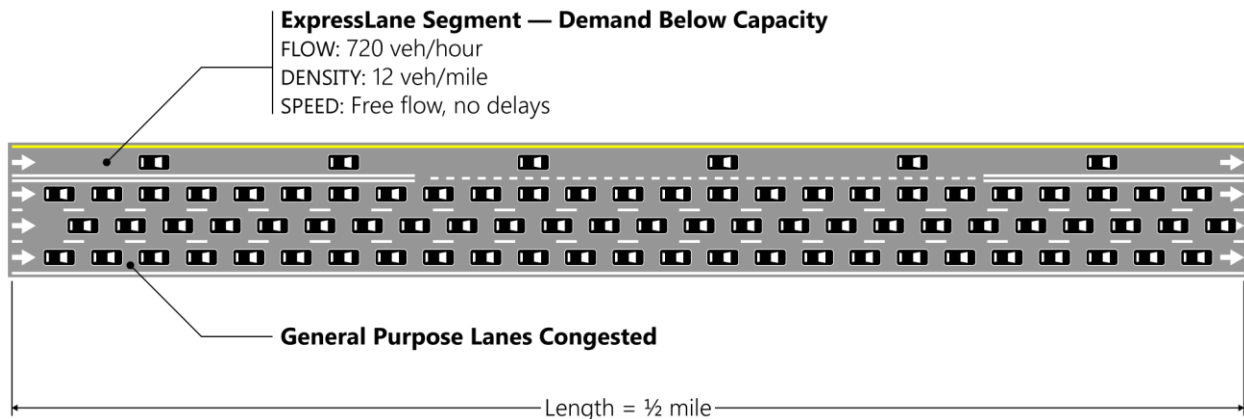 ExpressLane Segment — Demand Below Capacity
FLOW: 720 veh/hour
DENSITY: 12 veh/mile
SPEED: Free flow, no delays
General Purpose Lanes Congested
Length = ½ mile